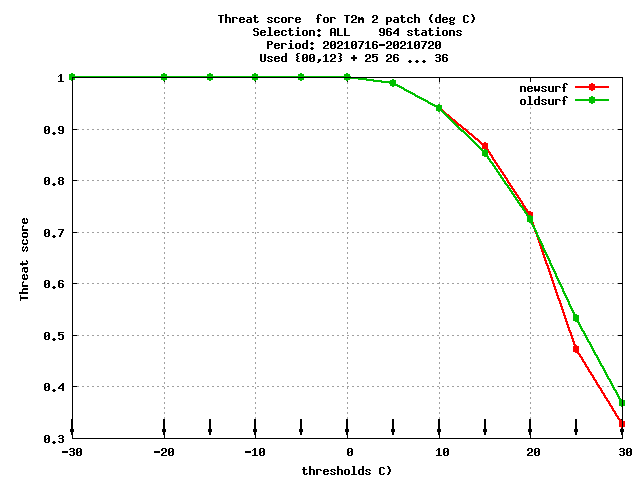 Threat score  for T2m 2 patch (deg C)
Selection: ALL    964 stations
Period: 20210716-20210720
Used {00,12} + 25 26 ... 36
newsurf
oldsurf
1
0.9
0.8
0.7
0.6
0.5
0.4
0.3
Threat score
-30 -20 -10 0 10 20 30
thresholds C)